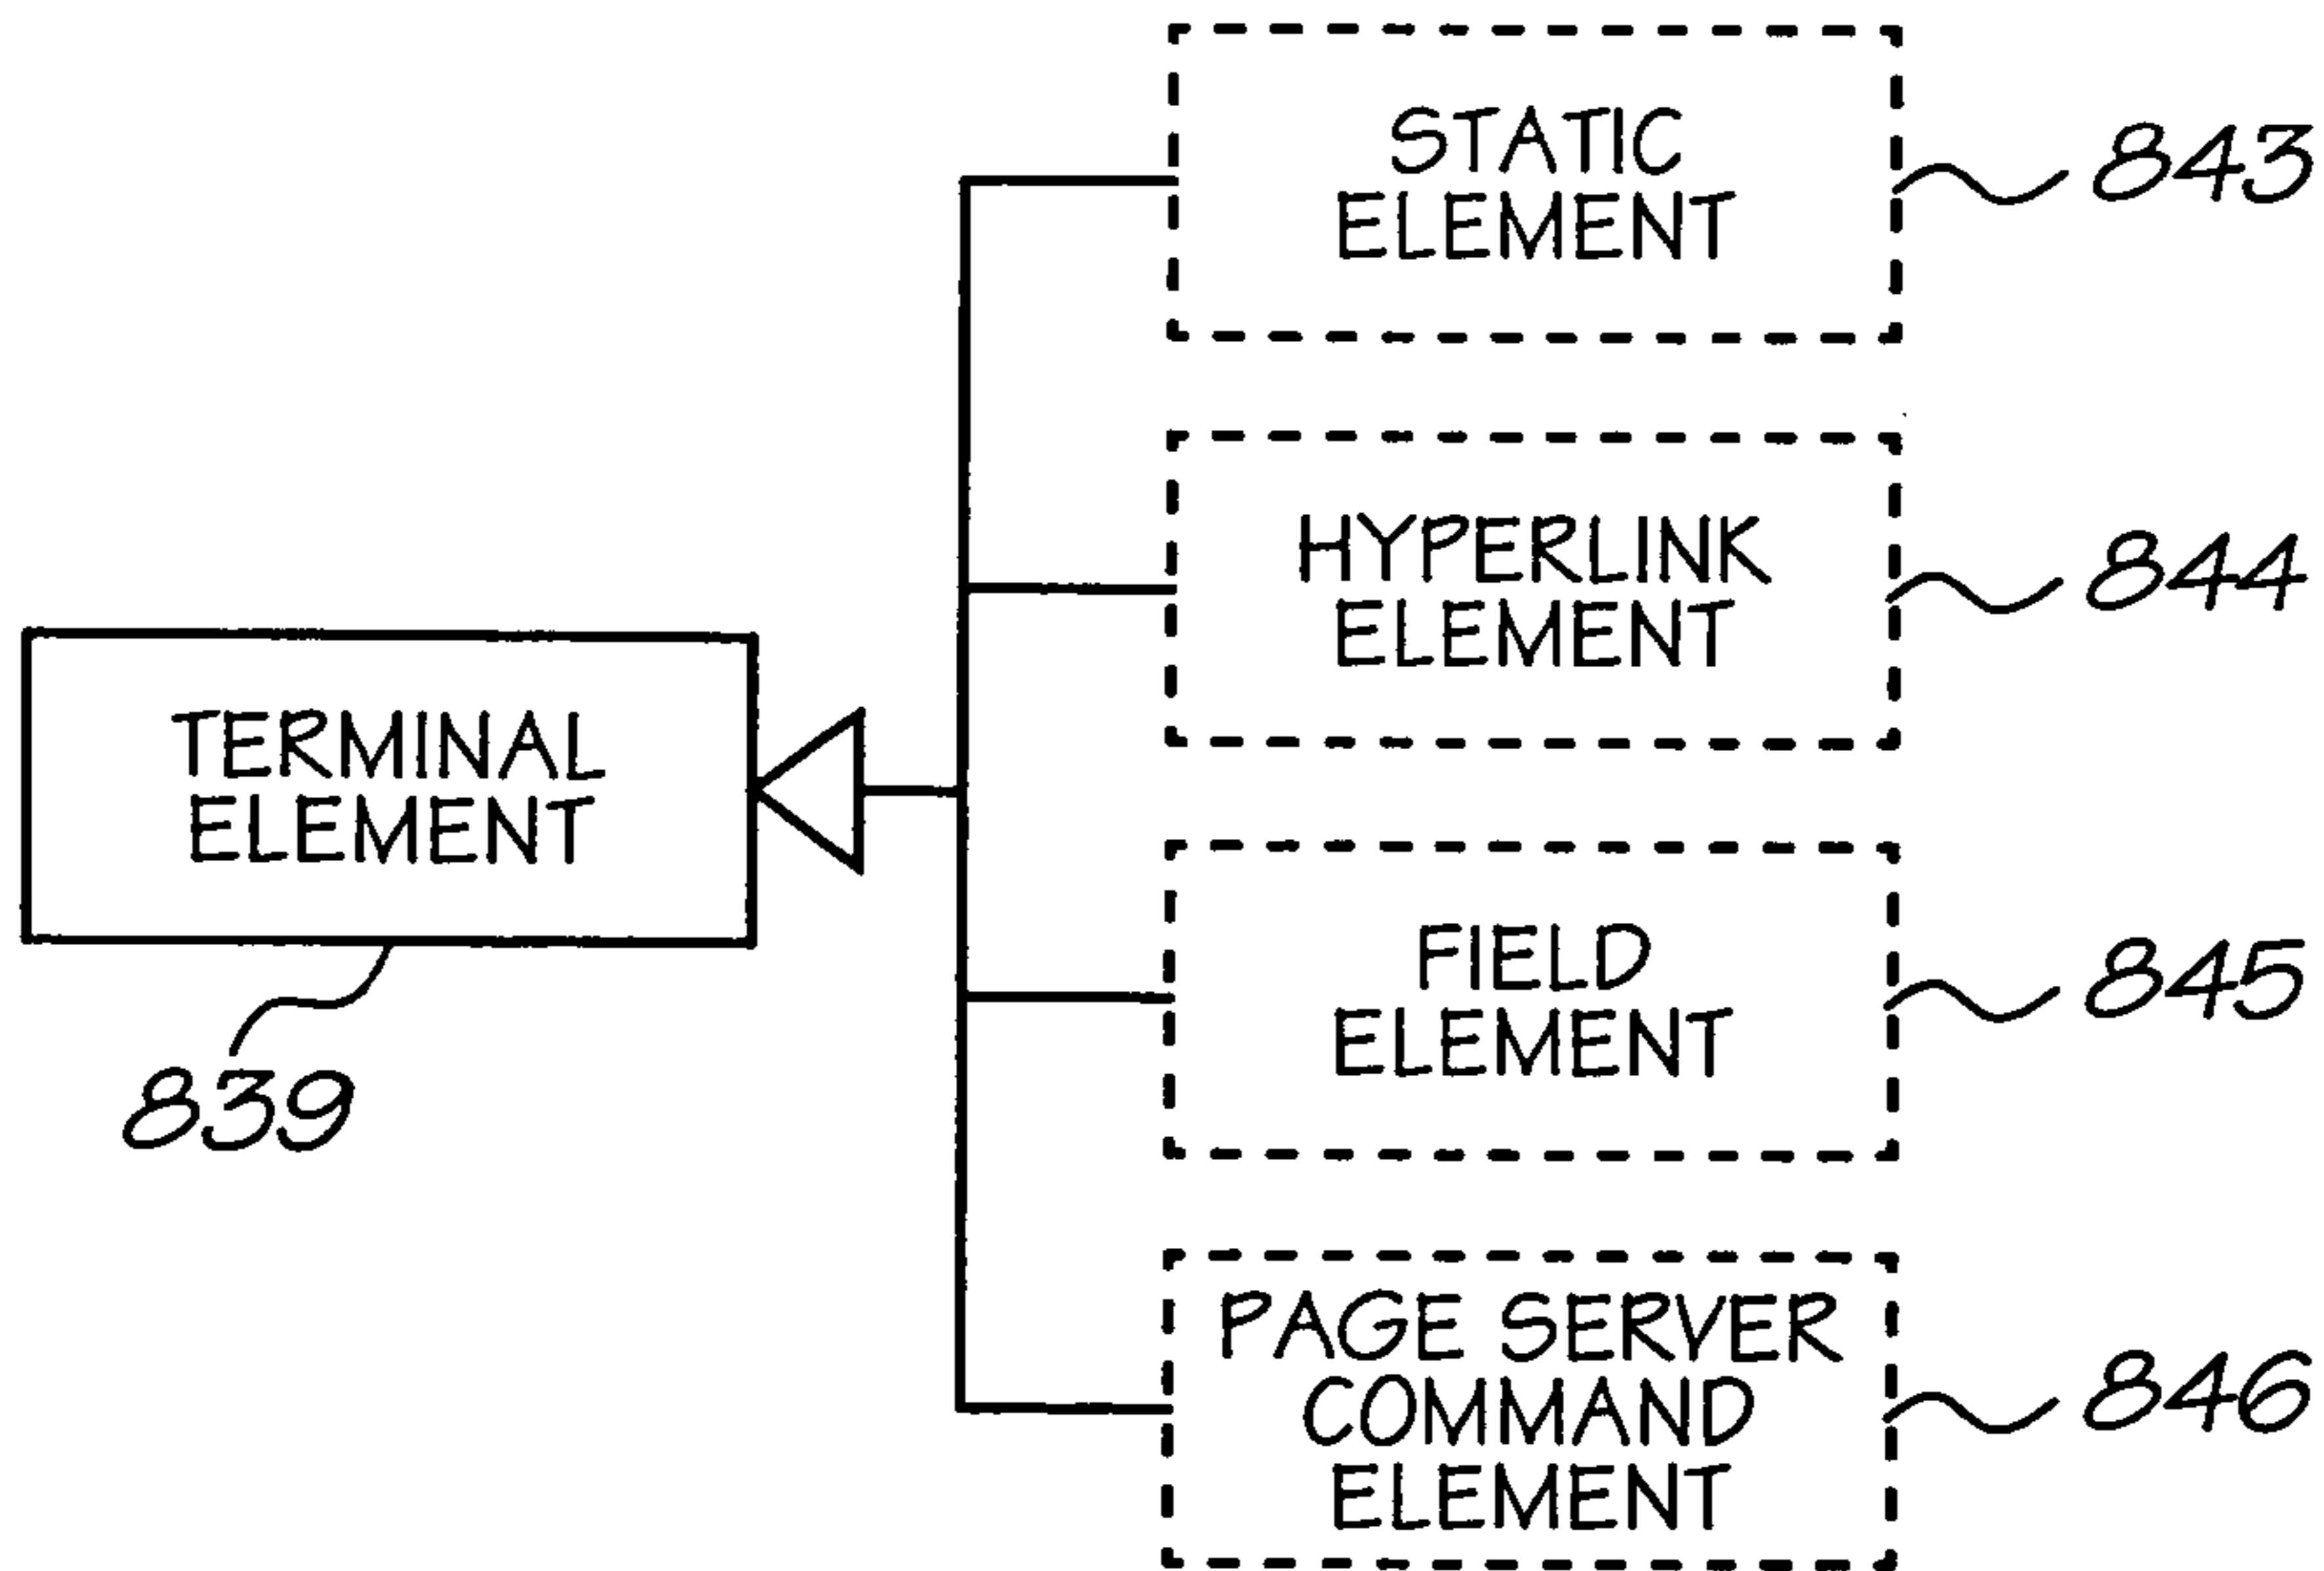 STATIC
ELEMENT
843
HYPERLINK
ELEMENT
844
TERMINAL
ELEMENT
839
FIELD
ELEMENT
845
PAGE SERVER
COMMAND
ELEMENT
846